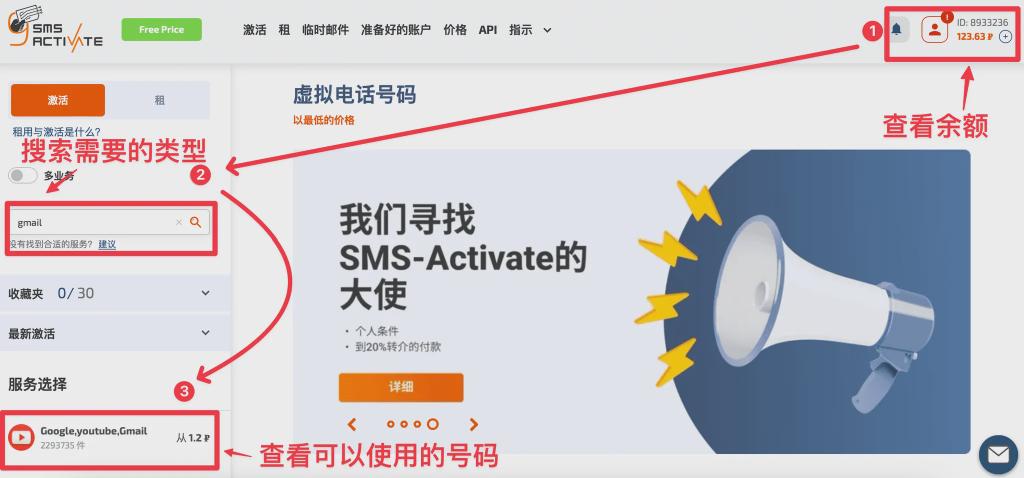 SMS
ACTIVATE
Free Price
激活 租 临时邮件 准备好的账户 价格 API 指示
1
!
ID: 8933236
123.63 ₽
查看余额
激活 租
租用与激活是什么?
搜索需要的类型
2
多业务
gmail
没有找到合适的服务? 建议
收藏夹 0/ 30
最新激活
服务选择
3
Google,youtube,Gmail
2293735 件
从 1.2 ₽
查看可以使用的号码
虚拟电话号码
以最低的价格
我们寻找
SMS-Activate的
大使
• 个人条件
• 到20%转介的付款
详细